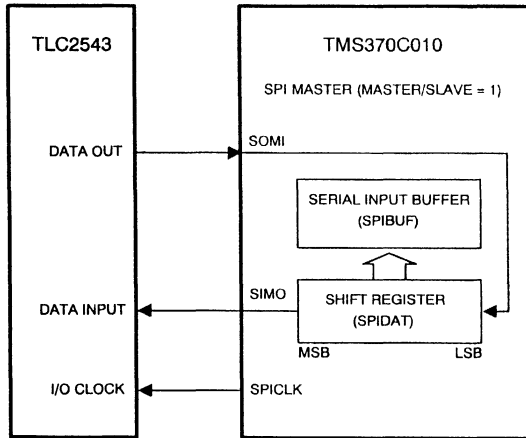 TLC2543
TMS370C010
SPI MASTER (MASTER/SLAVE = 1)
DATA OUT
SOMI
SERIAL INPUT BUFFER
(SPIBUF)
DATA INPUT
SIMO
SHIFT REGISTER
(SPIDAT)
MSB
LSB
I/O CLOCK
SPICLK